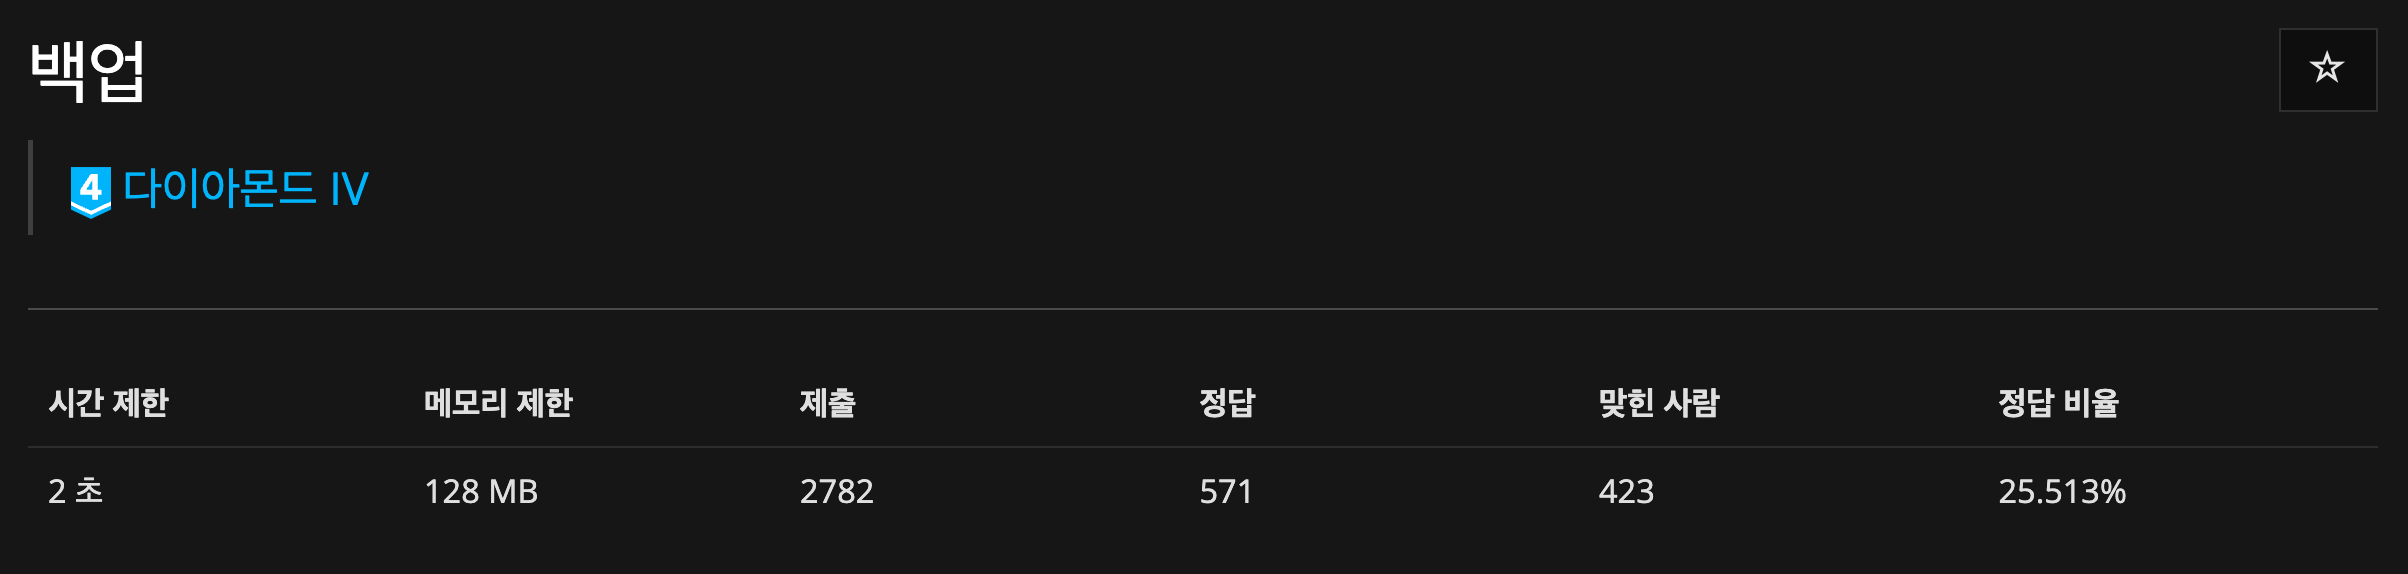 백업
4 다이아몬드 IV
시간 제한 메모리 제한 제출 정답 맞힌 사람 정답 비율
2 초 128 MB 2782 571 423 25.513%